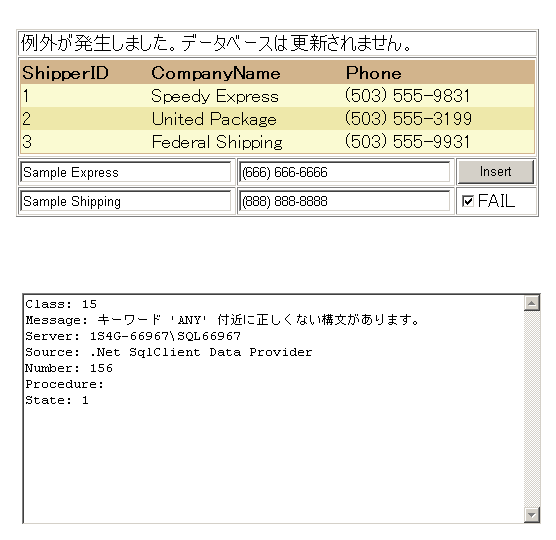 例外が発生しました。データベースは更新されません。
ShipperID CompanyName Phone
1 Speedy Express (503) 555-9831
2 United Package (503) 555-3199
3 Federal Shipping (503) 555-9931
Sample Express (666) 666-6666 Insert
Sample Shipping (888) 888-8888 FAIL
Class: 15
Message: キーワード 'ANY' 付近に正しくない構文があります。
Server: 1S4G-66967\SQL66967
Source: .Net SqlClient Data Provider
Number: 156
Procedure:
State: 1